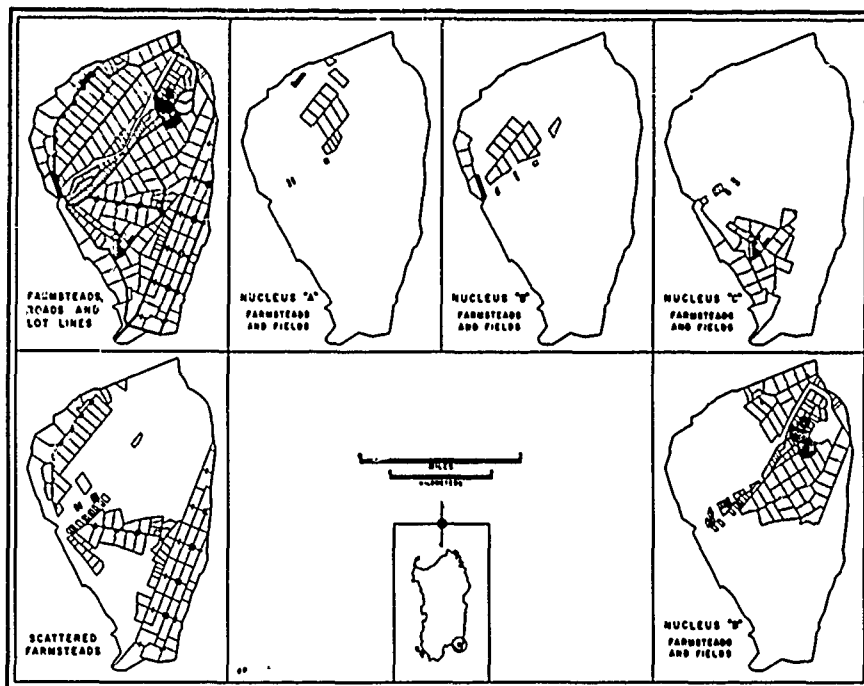 FARMSTEADS,
ROADS AND
LOT LINES
NUCLEUS "A"
FARMSTEADS
AND FIELDS
NUCLEUS "B"
FARMSTEADS
AND FIELDS
NUCLEUS "C"
FARMSTEADS
AND FIELDS
SCATTERED
FARMSTEADS
MILES
KILOMETERS
NUCLEUS "D"
FARMSTEADS
AND FIELDS